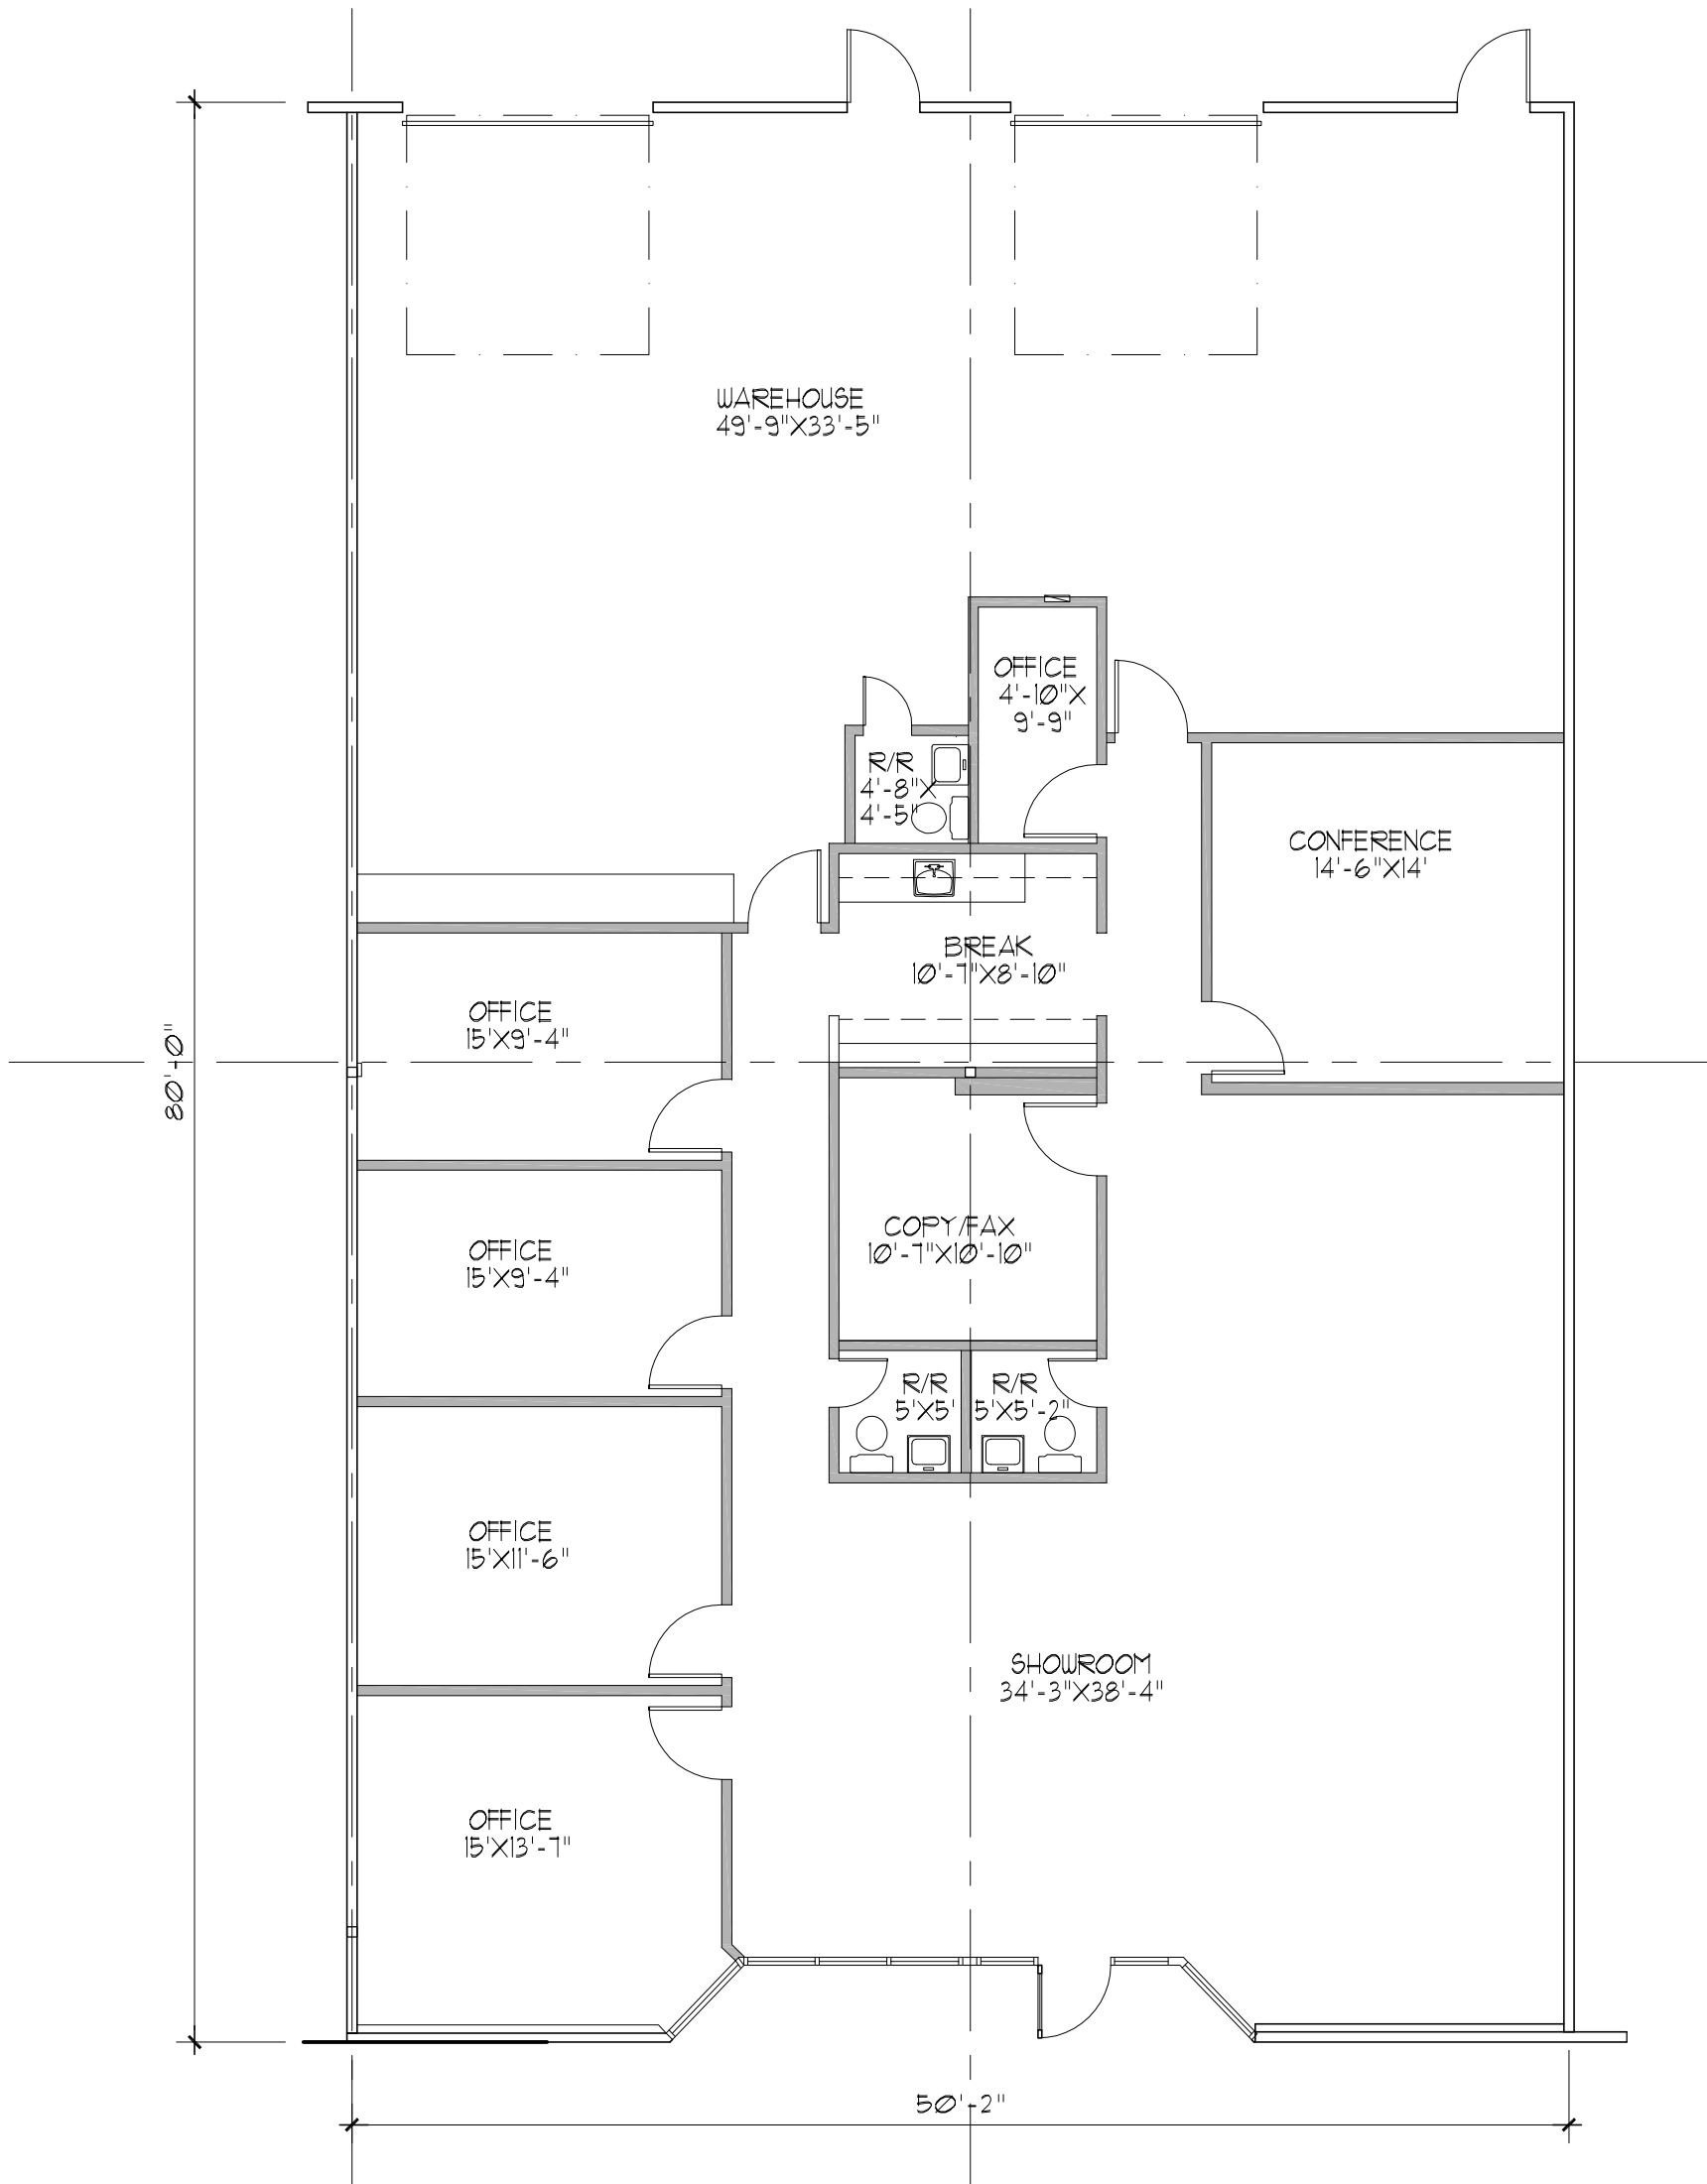 WAREHOUSE
49'-9"X33'-5"
OFFICE
4'-10"X
9'-9"
R/R
4'-8"X
4'-5"
CONFERENCE
14'-6"X14'
BREAK
10'-7"X8'-10"
OFFICE
15'X9'-4"
80'-0"
COPY/FAX
10'-7"X10'-10"
OFFICE
15'X9'-4"
R/R
5'X5'
R/R
5'X5'-2"
OFFICE
15'X11'-6"
SHOWROOM
34'-3"X38'-4"
OFFICE
15'X13'-7"
50'-2"